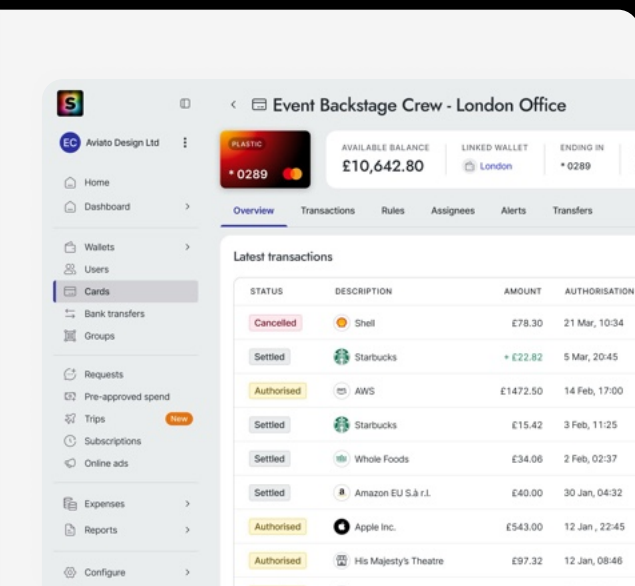 S
Event Backstage Crew - London Office
EC Aviato Design Ltd
Home
Dashboard
Wallets
Users
Cards
Bank transfers
Groups
Requests
Pre-approved spend
Trips New
Subscriptions
Online ads
Expenses
Reports
Configure
PLASTIC
* 0289
AVAILABLE BALANCE
£10,642.80
LINKED WALLET
London
ENDING IN
* 0289
Overview Transactions Rules Assignees Alerts Transfers
Latest transactions
STATUS DESCRIPTION AMOUNT AUTHORISATION
Cancelled Shell £78.30 21 Mar, 10:34
Settled Starbucks + £22.82 5 Mar, 20:45
Authorised AWS £1472.50 14 Feb, 17:00
Settled Starbucks £15.42 3 Feb, 11:25
Settled Whole Foods £34.06 2 Feb, 02:37
Settled Amazon EU S.à r.l. £40.00 30 Jan, 04:32
Authorised Apple Inc. £543.00 12 Jan , 22:45
Authorised His Majesty's Theatre £97.32 12 Jan, 08:46